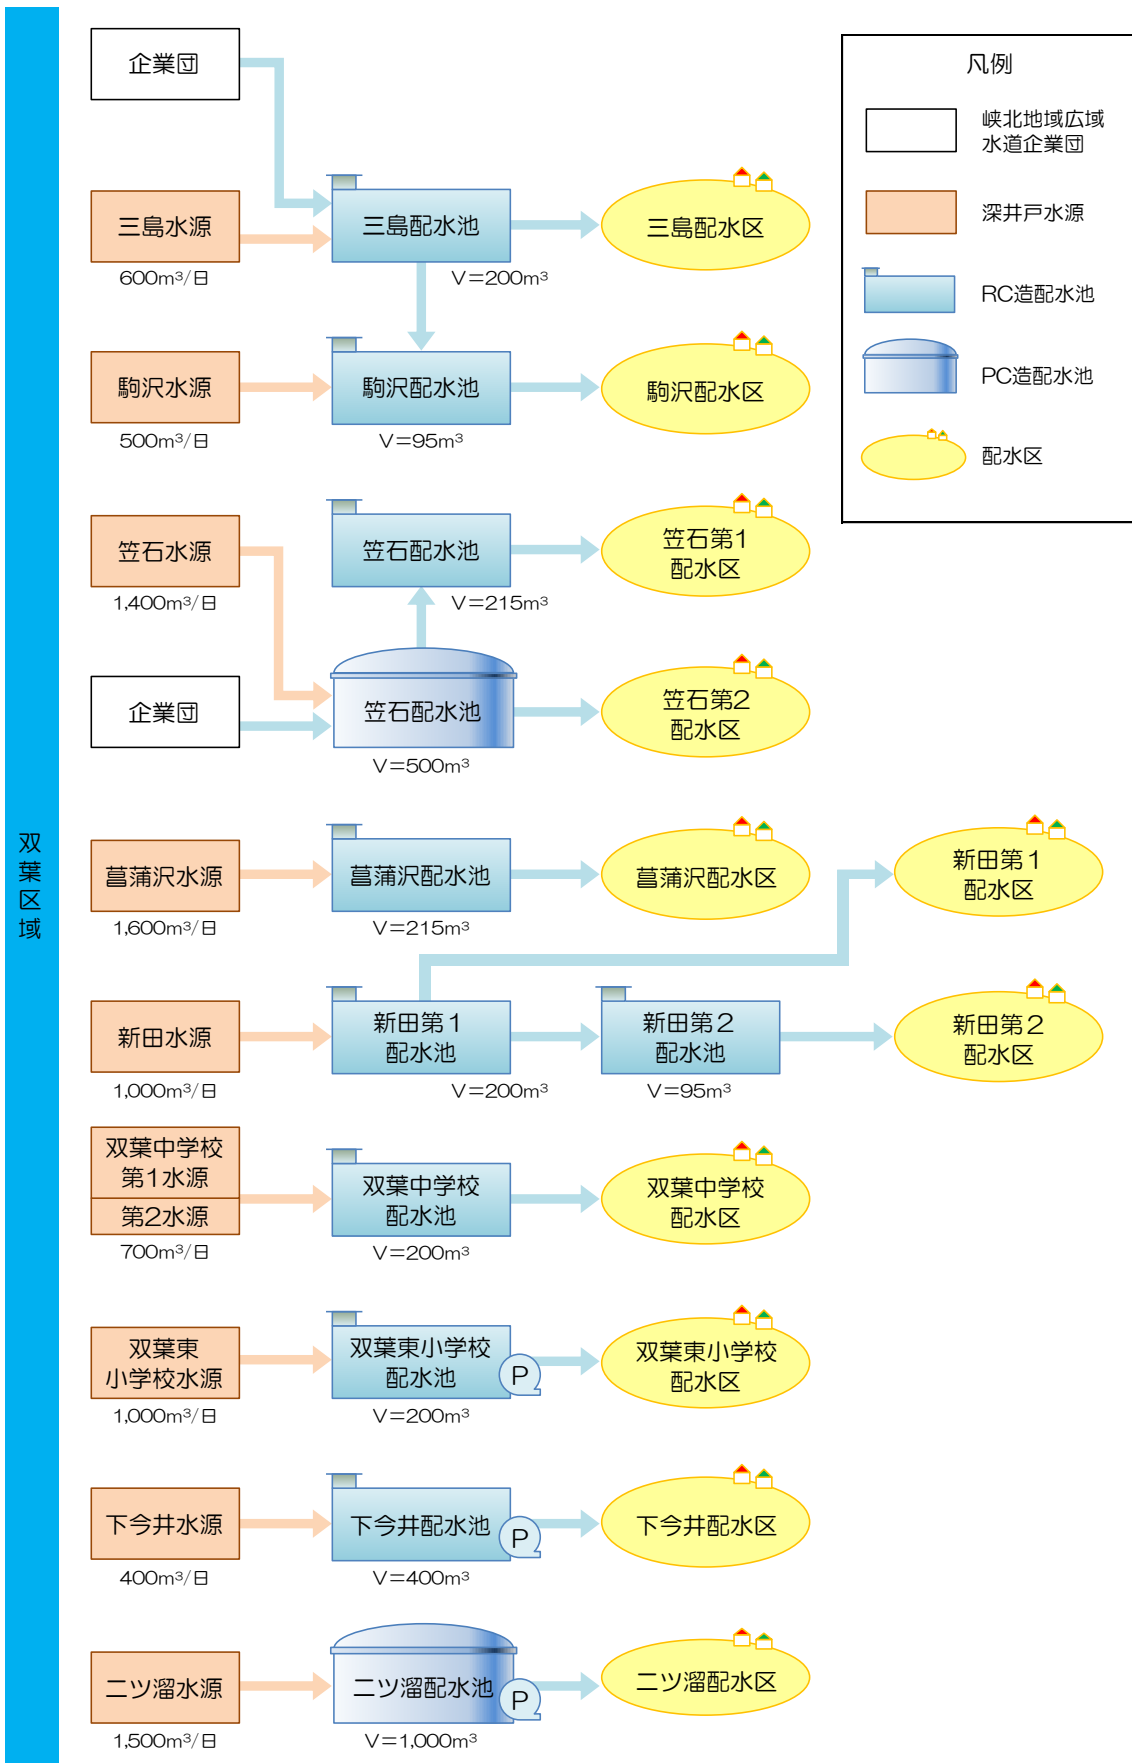 企業団
凡例
峡北地域広域
水道企業団
深井戸水源
RC造配水池
PC造配水池
配水区
三島水源
600m³/日
三島配水池
V=200m³
三島配水区
駒沢水源
500m³/日
駒沢配水池
V=95m³
駒沢配水区
笠石水源
1,400m³/日
笠石配水池
V=215m³
笠石第1
配水区
企業団
笠石配水池
V=500m³
笠石第2
配水区
双葉区域
菖蒲沢水源
1,600m³/日
菖蒲沢配水池
V=215m³
菖蒲沢配水区
新田第1
配水区
新田水源
1,000m³/日
新田第1
配水池
V=200m³
新田第2
配水池
V=95m³
新田第2
配水区
双葉中学校
第1水源
第2水源
700m³/日
双葉中学校
配水池
V=200m³
双葉中学校
配水区
双葉東
小学校水源
1,000m³/日
双葉東小学校
配水池
P
V=200m³
双葉東小学校
配水区
下今井水源
400m³/日
下今井配水池
P
V=400m³
下今井配水区
二ツ溜水源
1,500m³/日
二ツ溜配水池
P
V=1,000m³
二ツ溜配水区